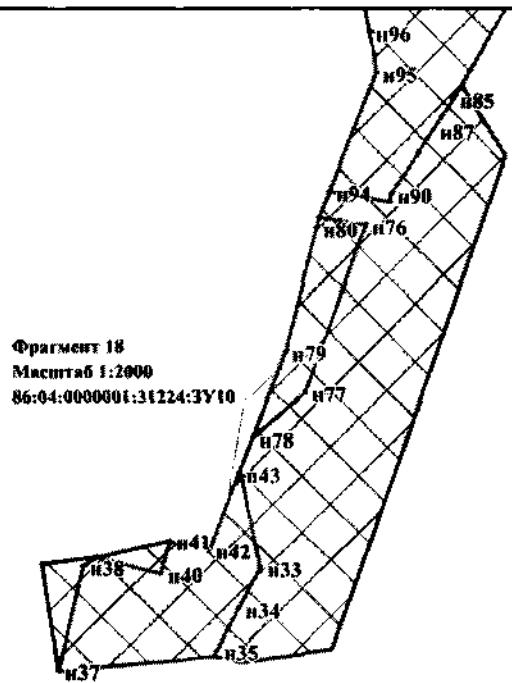 н96
н95
н85
н87
н94
н90
н807
н76
н79
н77
н78
н43
н41
н42
н38
н40
н33
н34
н35
н37
Фрагмент 18
Масштаб 1:2000
86:04:0000001:31224:ЗУ10